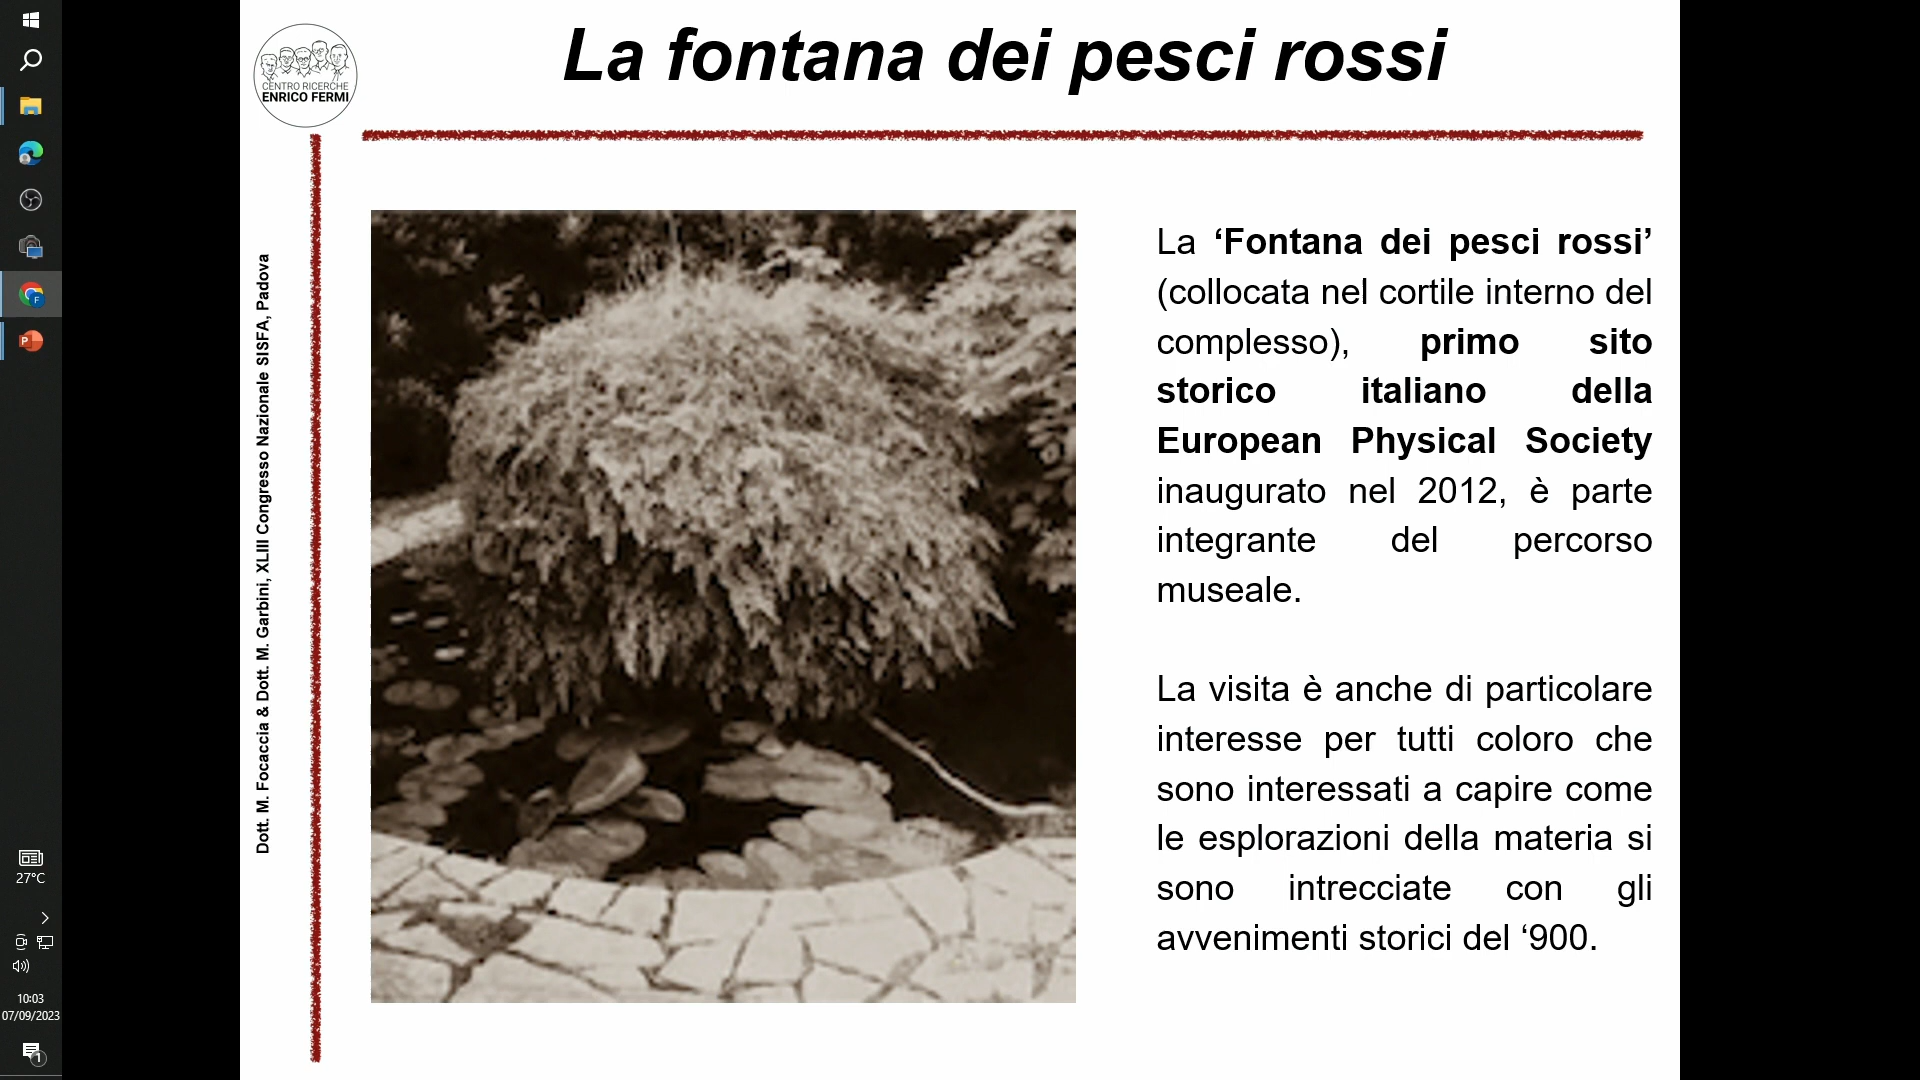 La fontana dei pesci rossi
CENTRO RICERCHE
ENRICO FERMI
Dott. M. Focaccia & Dott. M. Garbini, XLIII Congresso Nazionale SISFA, Padova
La ‘Fontana dei pesci rossi’
(collocata nel cortile interno del
complesso), primo sito
storico italiano della
European Physical Society
inaugurato nel 2012, è parte
integrante del percorso
museale.
La visita è anche di particolare
interesse per tutti coloro che
sono interessati a capire come
le esplorazioni della materia si
sono intrecciate con gli
avvenimenti storici del ‘900.
27°C
10:03
07/09/2023
1
F
P